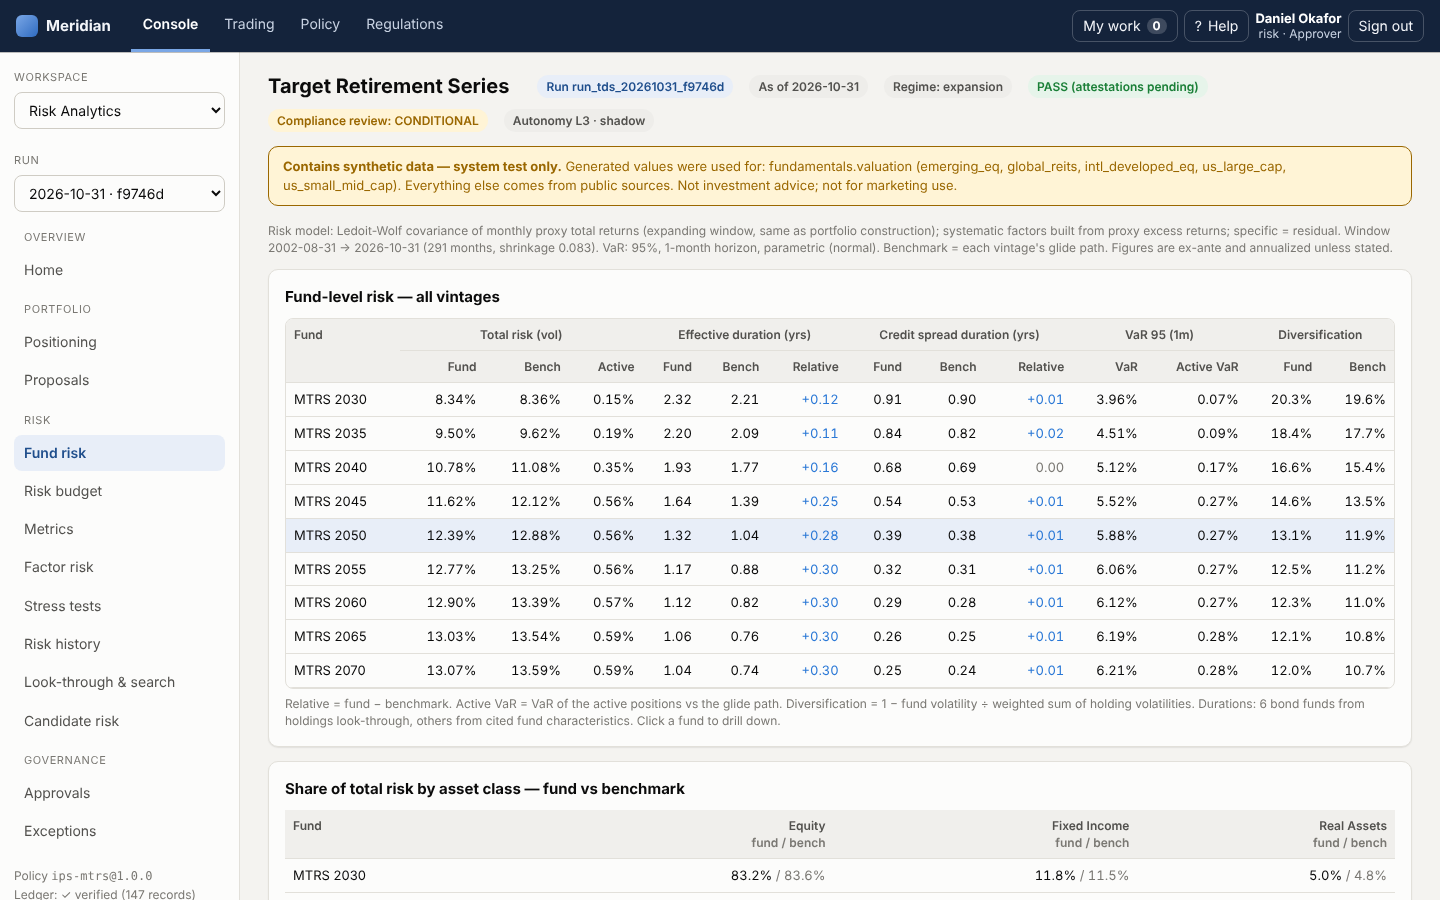 Meridian Console Trading Policy Regulations My work 0 ? Help Daniel Okafor risk · Approver Sign out
WORKSPACE
Risk Analytics
RUN
2026-10-31 · f9746d
OVERVIEW
Home
PORTFOLIO
Positioning
Proposals
RISK
Fund risk
Risk budget
Metrics
Factor risk
Stress tests
Risk history
Look-through & search
Candidate risk
GOVERNANCE
Approvals
Exceptions
Policy ips-mtrs@1.0.0
Ledger: ✓ verified (147 records)
Target Retirement Series Run run_tds_20261031_f9746d As of 2026-10-31 Regime: expansion PASS (attestations pending)
Compliance review: CONDITIONAL Autonomy L3 · shadow
Contains synthetic data — system test only. Generated values were used for: fundamentals.valuation (emerging_eq, global_reits, intl_developed_eq, us_large_cap,
us_small_mid_cap). Everything else comes from public sources. Not investment advice; not for marketing use.
Risk model: Ledoit-Wolf covariance of monthly proxy total returns (expanding window, same as portfolio construction); systematic factors built from proxy excess returns; specific = residual. Window
2002-08-31 → 2026-10-31 (291 months, shrinkage 0.083). VaR: 95%, 1-month horizon, parametric (normal). Benchmark = each vintage's glide path. Figures are ex-ante and annualized unless stated.
Fund-level risk — all vintages
Fund Total risk (vol) Effective duration (yrs) Credit spread duration (yrs) VaR 95 (1m) Diversification
Fund Bench Active Fund Bench Relative Fund Bench Relative VaR Active VaR Fund Bench
MTRS 2030 8.34% 8.36% 0.15% 2.32 2.21 +0.12 0.91 0.90 +0.01 3.96% 0.07% 20.3% 19.6%
MTRS 2035 9.50% 9.62% 0.19% 2.20 2.09 +0.11 0.84 0.82 +0.02 4.51% 0.09% 18.4% 17.7%
MTRS 2040 10.78% 11.08% 0.35% 1.93 1.77 +0.16 0.68 0.69 0.00 5.12% 0.17% 16.6% 15.4%
MTRS 2045 11.62% 12.12% 0.56% 1.64 1.39 +0.25 0.54 0.53 +0.01 5.52% 0.27% 14.6% 13.5%
MTRS 2050 12.39% 12.88% 0.56% 1.32 1.04 +0.28 0.39 0.38 +0.01 5.88% 0.27% 13.1% 11.9%
MTRS 2055 12.77% 13.25% 0.56% 1.17 0.88 +0.30 0.32 0.31 +0.01 6.06% 0.27% 12.5% 11.2%
MTRS 2060 12.90% 13.39% 0.57% 1.12 0.82 +0.30 0.29 0.28 +0.01 6.12% 0.27% 12.3% 11.0%
MTRS 2065 13.03% 13.54% 0.59% 1.06 0.76 +0.30 0.26 0.25 +0.01 6.19% 0.28% 12.1% 10.8%
MTRS 2070 13.07% 13.59% 0.59% 1.04 0.74 +0.30 0.25 0.24 +0.01 6.21% 0.28% 12.0% 10.7%
Relative = fund − benchmark. Active VaR = VaR of the active positions vs the glide path. Diversification = 1 − fund volatility ÷ weighted sum of holding volatilities. Durations: 6 bond funds from
holdings look-through, others from cited fund characteristics. Click a fund to drill down.
Share of total risk by asset class — fund vs benchmark
Fund Equity Fixed Income Real Assets
fund / bench fund / bench fund / bench
MTRS 2030 83.2% / 83.6% 11.8% / 11.5% 5.0% / 4.8%